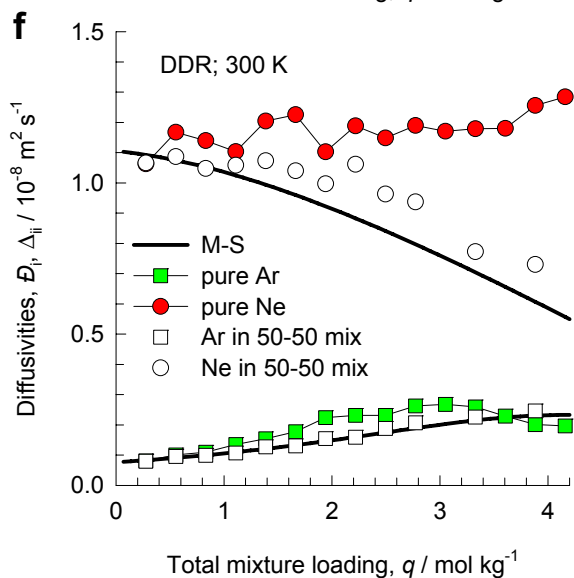 f
1.5
DDR; 300 K
1.0
M-S
pure Ar
pure Ne
0.5
Ar in 50-50 mix
Ne in 50-50 mix
0.0
0 1 2 3 4
Total mixture loading, q / mol kg⁻¹
Diffusivities, Đᵢ, Δᵢᵢ / 10⁻⁸ m² s⁻¹